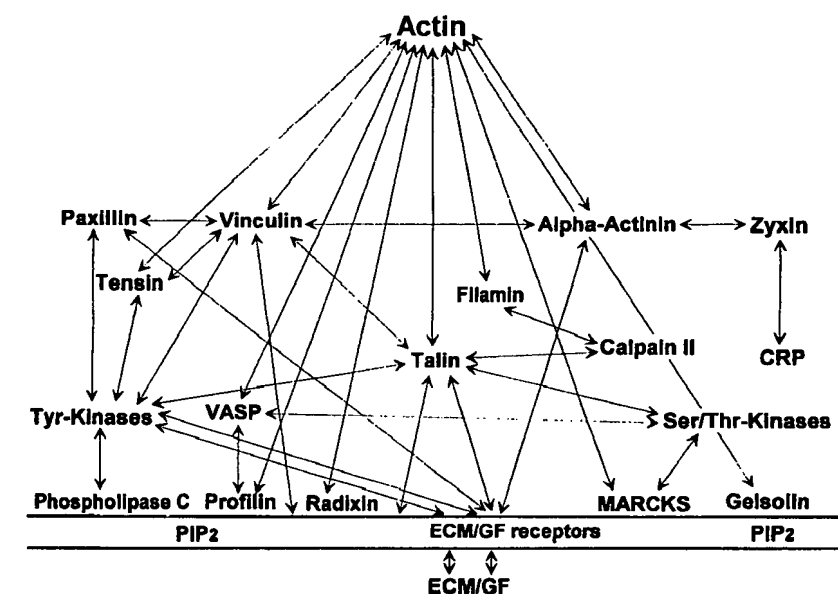 Actin
Paxillin Vinculin Alpha-Actinin Zyxin
Tensin
Filamin
Calpain II
Talin CRP
Tyr-Kinases VASP Ser/Thr-Kinases
Phospholipase C Profilin Radixin MARCKS Gelsolin
PIP2 ECM/GF receptors PIP2
ECM/GF